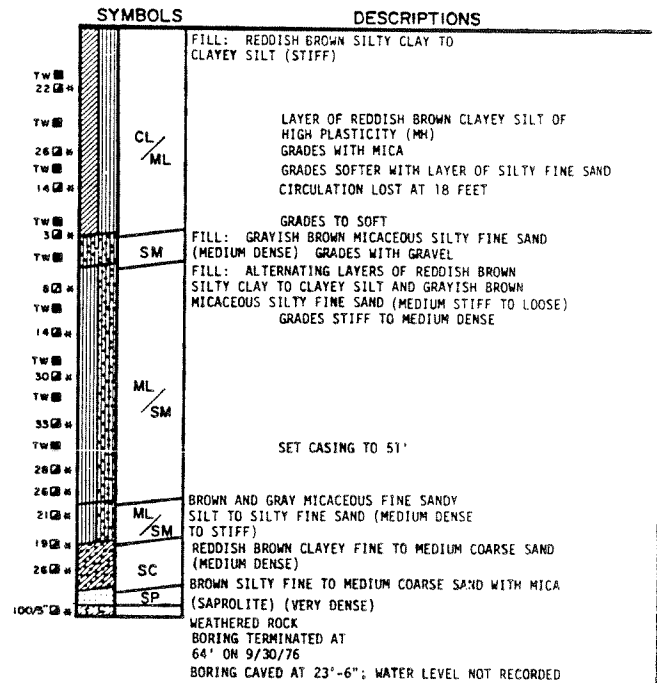 SYMBOLS DESCRIPTIONS
FILL: REDDISH BROWN SILTY CLAY TO
CLAYEY SILT (STIFF)
TW
22 *
TW
LAYER OF REDDISH BROWN CLAYEY SILT OF
HIGH PLASTICITY (MH)
CL/ML
26 *
GRADES WITH MICA
TW
GRADES SOFTER WITH LAYER OF SILTY FINE SAND
14 *
CIRCULATION LOST AT 18 FEET
TW
GRADES TO SOFT
3 *
FILL: GRAYISH BROWN MICACEOUS SILTY FINE SAND
SM
(MEDIUM DENSE) GRADES WITH GRAVEL
TW
FILL: ALTERNATING LAYERS OF REDDISH BROWN
8 *
SILTY CLAY TO CLAYEY SILT AND GRAYISH BROWN
MICACEOUS SILTY FINE SAND (MEDIUM STIFF TO LOOSE)
TW
GRADES STIFF TO MEDIUM DENSE
14 *
TW
30 *
ML/SM
TW
33 *
TW
SET CASING TO 51'
28 *
26 *
BROWN AND GRAY MICACEOUS FINE SANDY
21 *
ML/SM
SILT TO SILTY FINE SAND (MEDIUM DENSE
TO STIFF)
19 *
REDDISH BROWN CLAYEY FINE TO MEDIUM COARSE SAND
(MEDIUM DENSE)
26 *
SC
BROWN SILTY FINE TO MEDIUM COARSE SAND WITH MICA
SP
(SAPROLITE) (VERY DENSE)
100/5" *
WEATHERED ROCK
BORING TERMINATED AT
64' ON 9/30/76
BORING CAVED AT 23'-6"; WATER LEVEL NOT RECORDED